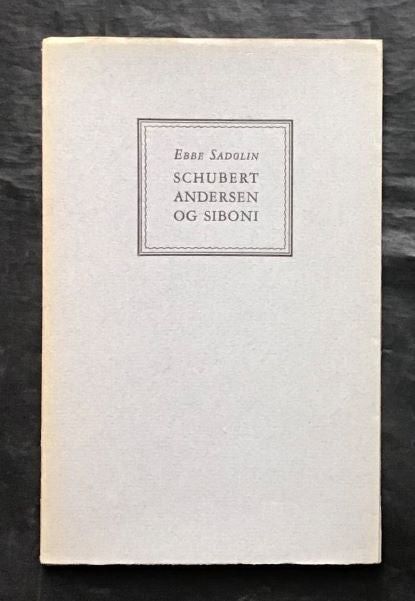 EBBE SADOLIN
SCHUBERT
ANDERSEN
OG SIBONI